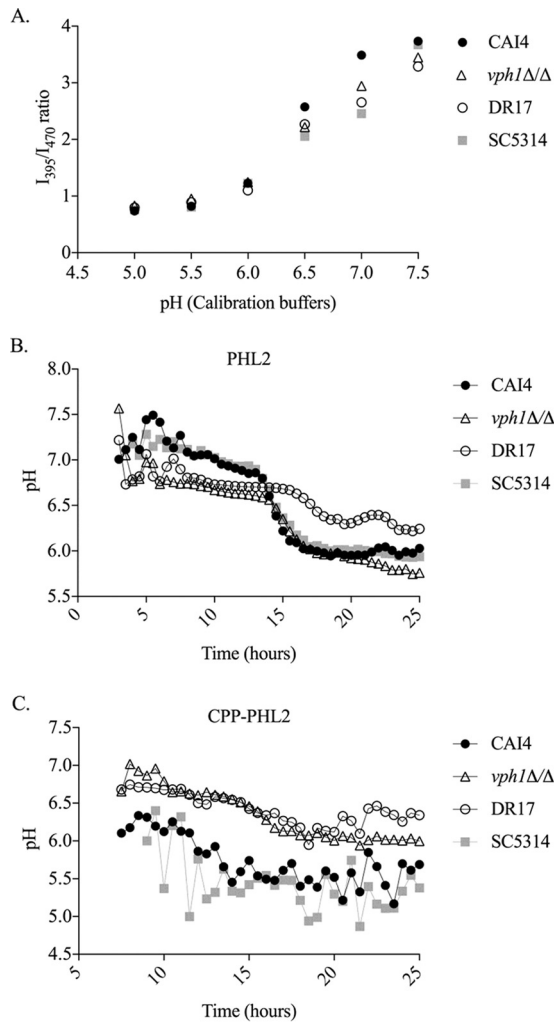 A.
I395/I470 ratio
4
3
2
1
0
4.5 5.0 5.5 6.0 6.5 7.0 7.5
pH (Calibration buffers)
CAI4
vph1Δ/Δ
DR17
SC5314
B.
PHL2
pH
8.0
7.5
7.0
6.5
6.0
5.5
0 5 10 15 20 25
Time (hours)
CAI4
vph1Δ/Δ
DR17
SC5314
C.
CPP-PHL2
pH
7.5
7.0
6.5
6.0
5.5
5.0
4.5
5 10 15 20 25
Time (hours)
CAI4
vph1Δ/Δ
DR17
SC5314